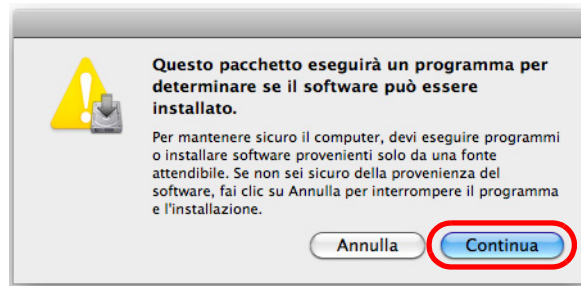 Questo pacchetto eseguirà un programma per
determinare se il software può essere
installato.
Per mantenere sicuro il computer, devi eseguire programmi
o installare software provenienti solo da una fonte
attendibile. Se non sei sicuro della provenienza del
software, fai clic su Annulla per interrompere il programma
e l'installazione.
Annulla Continua